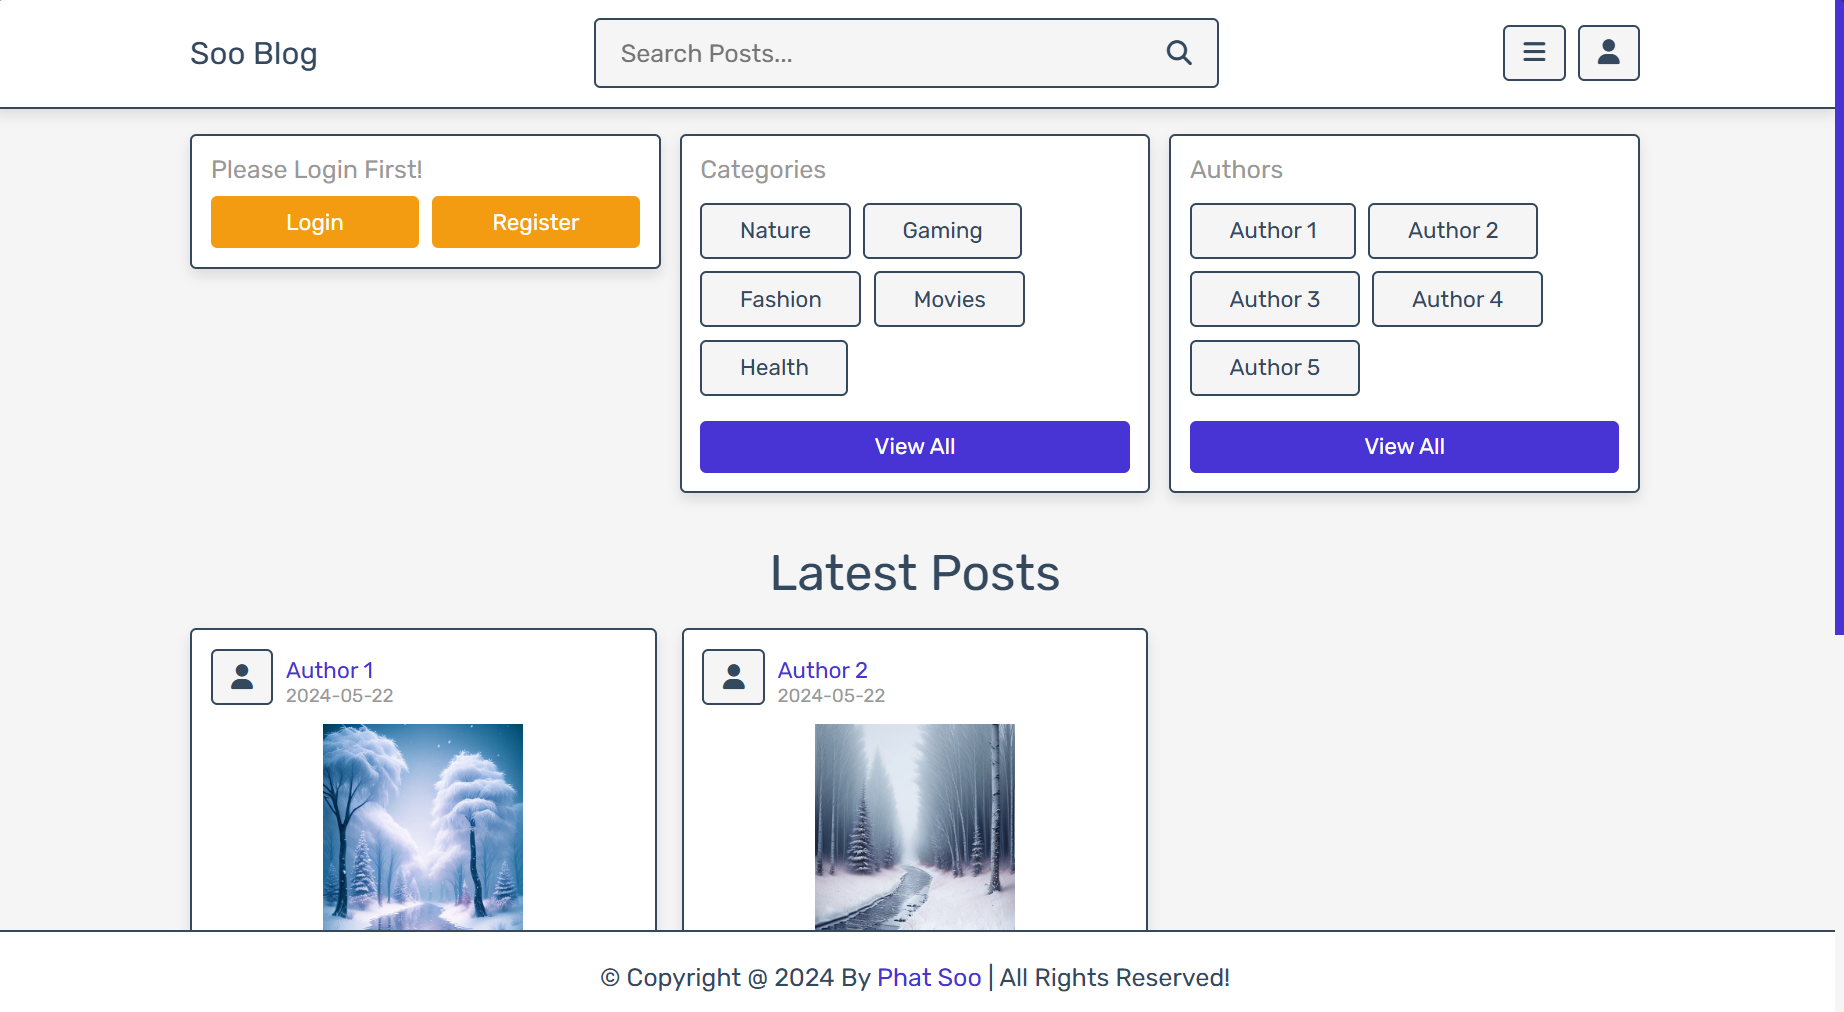 Soo Blog
Search Posts...
Please Login First!
Login
Register
Categories
Nature
Gaming
Fashion
Movies
Health
View All
Authors
Author 1
Author 2
Author 3
Author 4
Author 5
View All
Latest Posts
Author 1
2024-05-22
Author 2
2024-05-22
© Copyright @ 2024 By Phat Soo | All Rights Reserved!